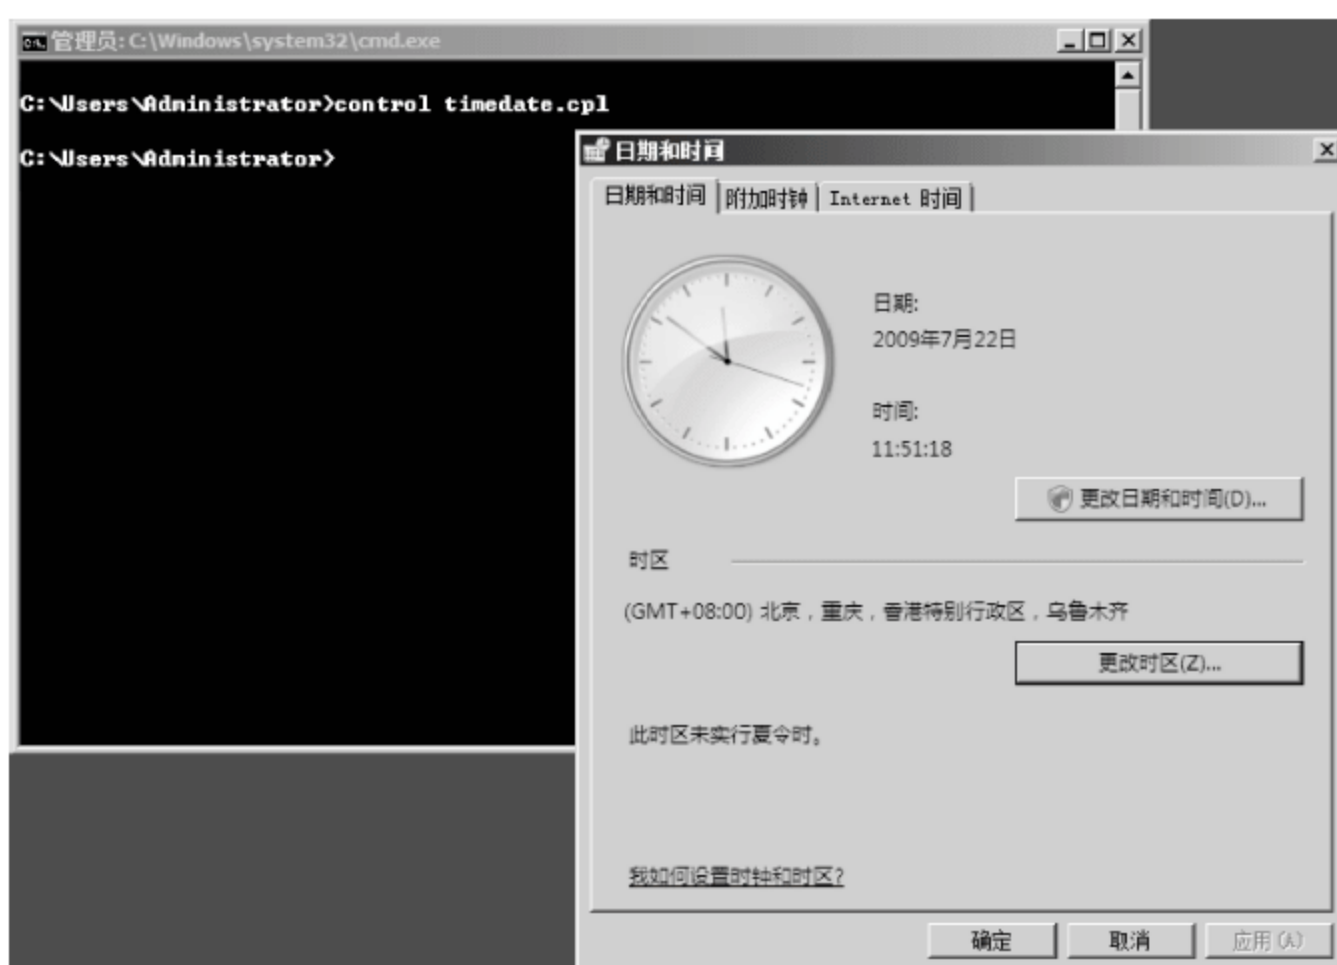 管理员: C:\Windows\system32\cmd.exe
C:\Users\Administrator>control timedate.cpl
C:\Users\Administrator>
日期和时间
日期和时间 附加时钟 Internet 时间
日期:
2009年7月22日
时间:
11:51:18
更改日期和时间(D)...
时区
(GMT+08:00) 北京，重庆，香港特别行政区，乌鲁木齐
更改时区(Z)...
此时区未实行夏令时。
我如何设置时钟和时区?
确定 取消 应用(A)